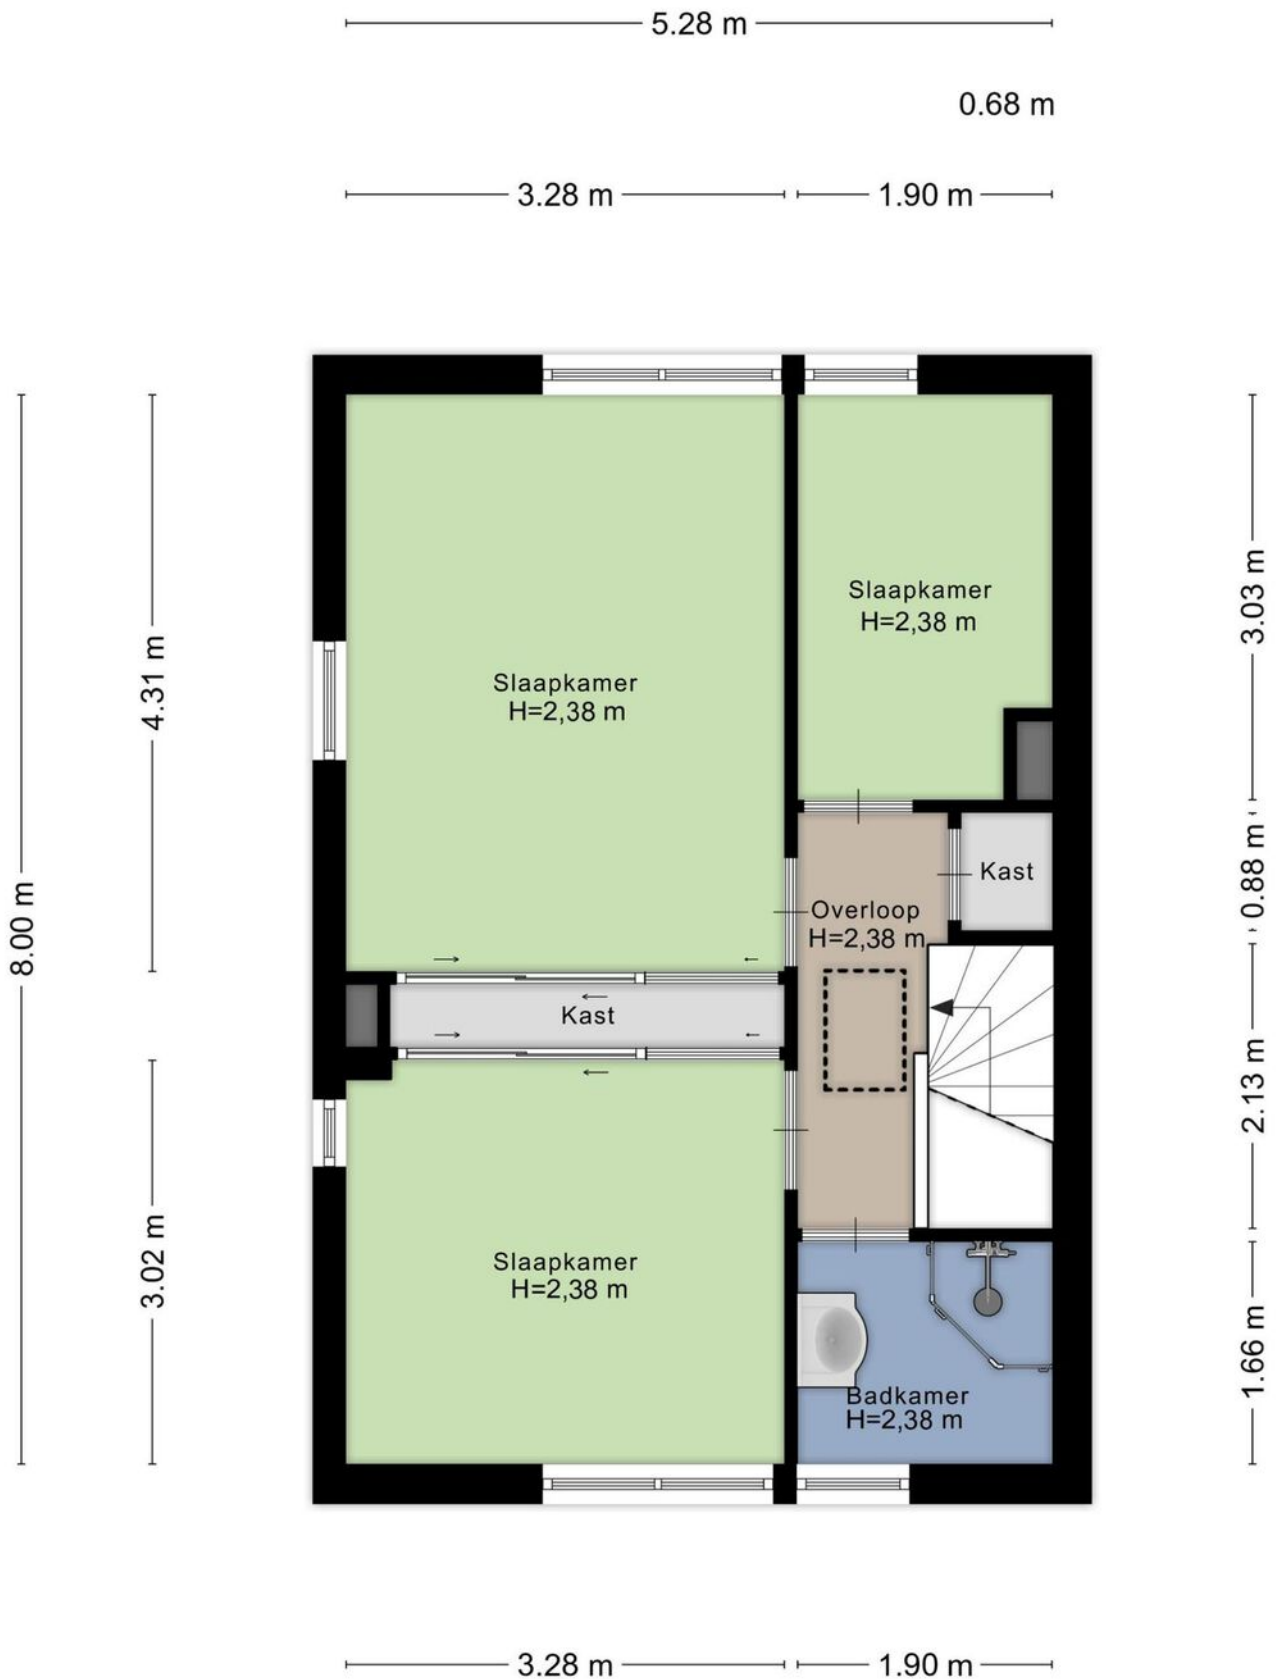 5.28 m
0.68 m
3.28 m
1.90 m
Slaapkamer
H=2,38 m
Slaapkamer
H=2,38 m
3.03 m
4.31 m
Kast
0.88 m
Overloop
H=2,38 m
8.00 m
Kast
2.13 m
Slaapkamer
H=2,38 m
3.02 m
1.66 m
Badkamer
H=2,38 m
3.28 m
1.90 m